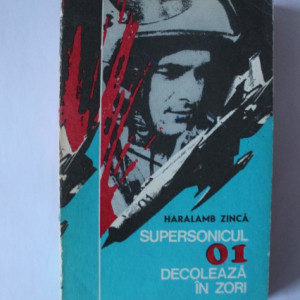 HARALAMB ZINCĂ
SUPERSONICUL
01
DECOLEAZĂ
ÎN ZORI